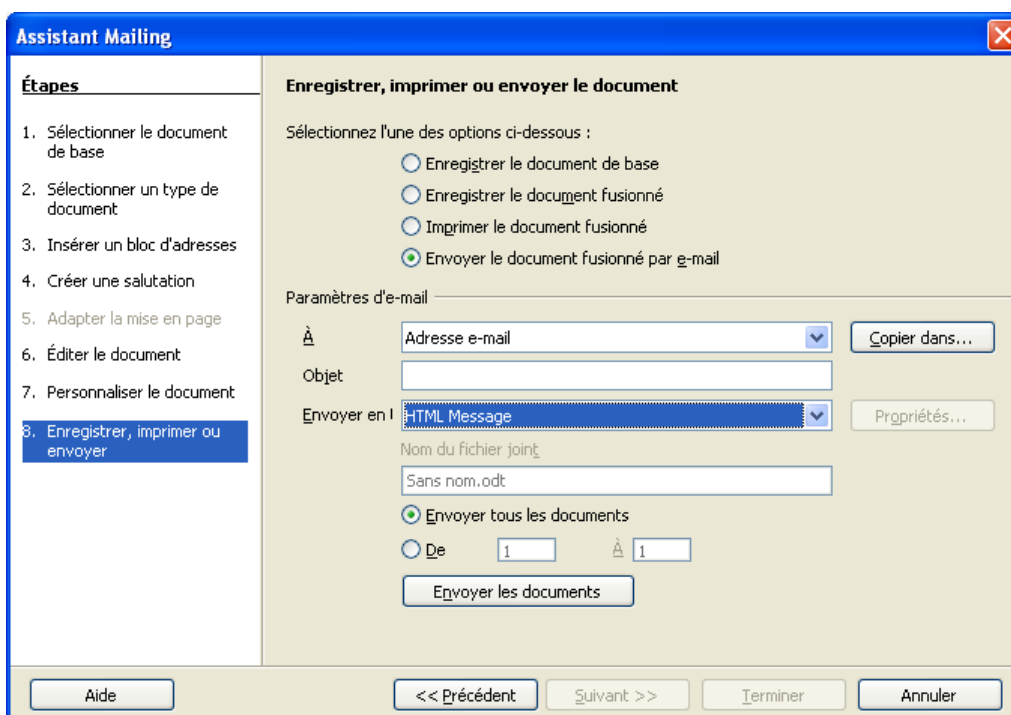 Assistant Mailing
Étapes
1. Sélectionner le document
de base
2. Sélectionner un type de
document
3. Insérer un bloc d'adresses
4. Créer une salutation
5. Adapter la mise en page
6. Éditer le document
7. Personnaliser le document
8. Enregistrer, imprimer ou
envoyer
Enregistrer, imprimer ou envoyer le document
Sélectionnez l'une des options ci-dessous :
Enregistrer le document de base
Enregistrer le document fusionné
Imprimer le document fusionné
Envoyer le document fusionné par e-mail
Paramètres d'e-mail
À Adresse e-mail Copier dans...
Objet
Envoyer en HTML Message Propriétés...
Nom du fichier joint
Sans nom.odt
Envoyer tous les documents
De 1 À 1
Envoyer les documents
Aide << Précédent Suivant >> Terminer Annuler